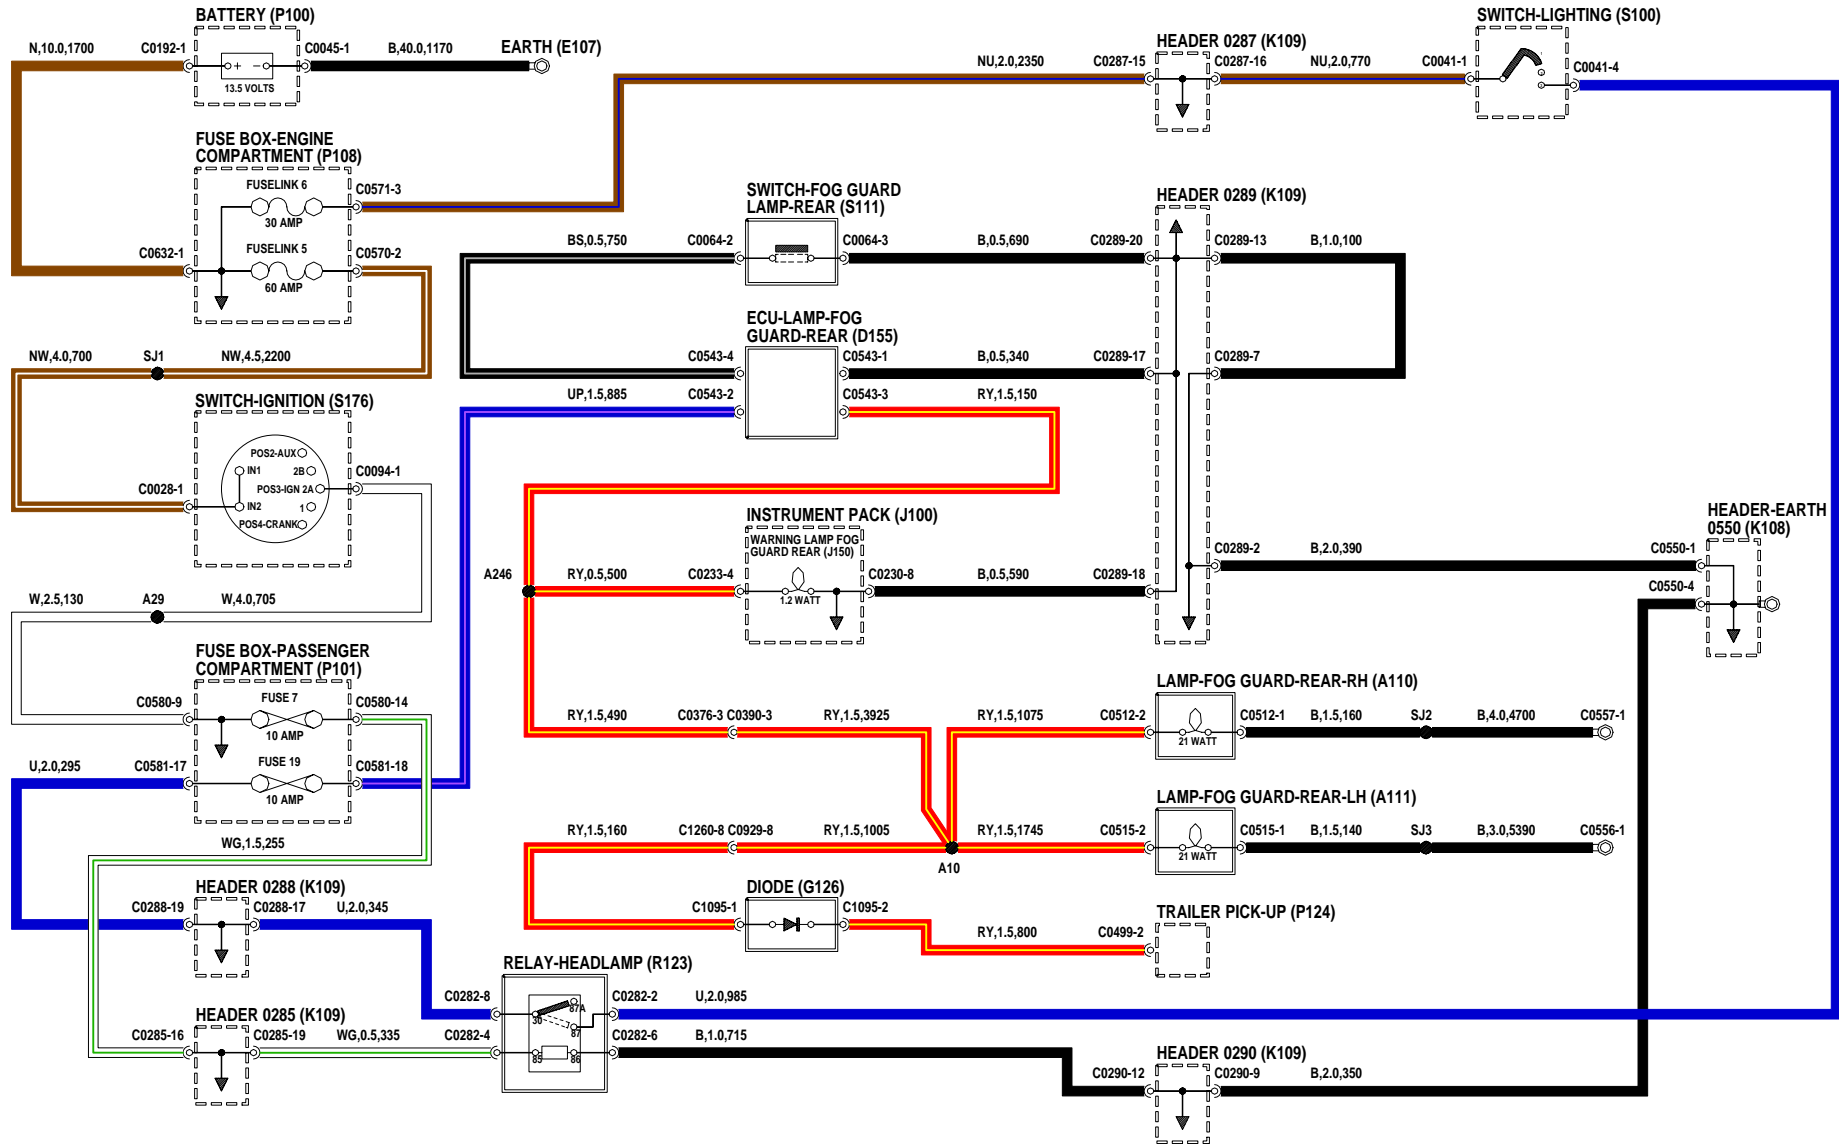 BATTERY (P100)
N,10.0,1700
C0192-1
+ −
13.5 VOLTS
C0045-1
B,40.0,1170
EARTH (E107)
HEADER 0287 (K109)
NU,2.0,2350
C0287-15
C0287-16
NU,2.0,770
SWITCH-LIGHTING (S100)
C0041-1
1
C0041-4
FUSE BOX-ENGINE
COMPARTMENT (P108)
FUSELINK 6
30 AMP
C0571-3
C0632-1
FUSELINK 5
60 AMP
C0570-2
SWITCH-FOG GUARD
LAMP-REAR (S111)
BS,0.5,750
C0064-2
C0064-3
B,0.5,690
HEADER 0289 (K109)
C0289-20
C0289-13
B,1.0,100
ECU-LAMP-FOG
GUARD-REAR (D155)
C0543-4
C0543-1
B,0.5,340
C0289-17
C0289-7
UP,1.5,885
C0543-2
C0543-3
RY,1.5,150
NW,4.0,700
SJ1
NW,4.5,2200
SWITCH-IGNITION (S176)
POS2-AUX
IN1
2B
POS3-IGN 2A
C0094-1
C0028-1
IN2
1
POS4-CRANK
INSTRUMENT PACK (J100)
WARNING LAMP FOG
GUARD REAR (J150)
A246
RY,0.5,500
C0233-4
1.2 WATT
C0230-8
B,0.5,590
C0289-18
C0289-2
B,2.0,390
HEADER-EARTH
0550 (K108)
C0550-1
C0550-4
W,2.5,130
A29
W,4.0,705
FUSE BOX-PASSENGER
COMPARTMENT (P101)
C0580-9
FUSE 7
10 AMP
C0580-14
U,2.0,295
C0581-17
FUSE 19
10 AMP
C0581-18
WG,1.5,255
RY,1.5,490
C0376-3 C0390-3
RY,1.5,3925
RY,1.5,1075
LAMP-FOG GUARD-REAR-RH (A110)
C0512-2
21 WATT
C0512-1
B,1.5,160
SJ2
B,4.0,4700
C0557-1
LAMP-FOG GUARD-REAR-LH (A111)
RY,1.5,160
C1260-8 C0929-8
RY,1.5,1005
A10
RY,1.5,1745
C0515-2
21 WATT
C0515-1
B,1.5,140
SJ3
B,3.0,5390
C0556-1
HEADER 0288 (K109)
C0288-19
C0288-17
U,2.0,345
DIODE (G126)
C1095-1
C1095-2
RY,1.5,800
TRAILER PICK-UP (P124)
C0499-2
RELAY-HEADLAMP (R123)
C0282-8
30
87A
87
C0282-2
U,2.0,985
HEADER 0285 (K109)
C0285-16
C0285-19
WG,0.5,335
C0282-4
85
86
C0282-6
B,1.0,715
HEADER 0290 (K109)
C0290-12
C0290-9
B,2.0,350